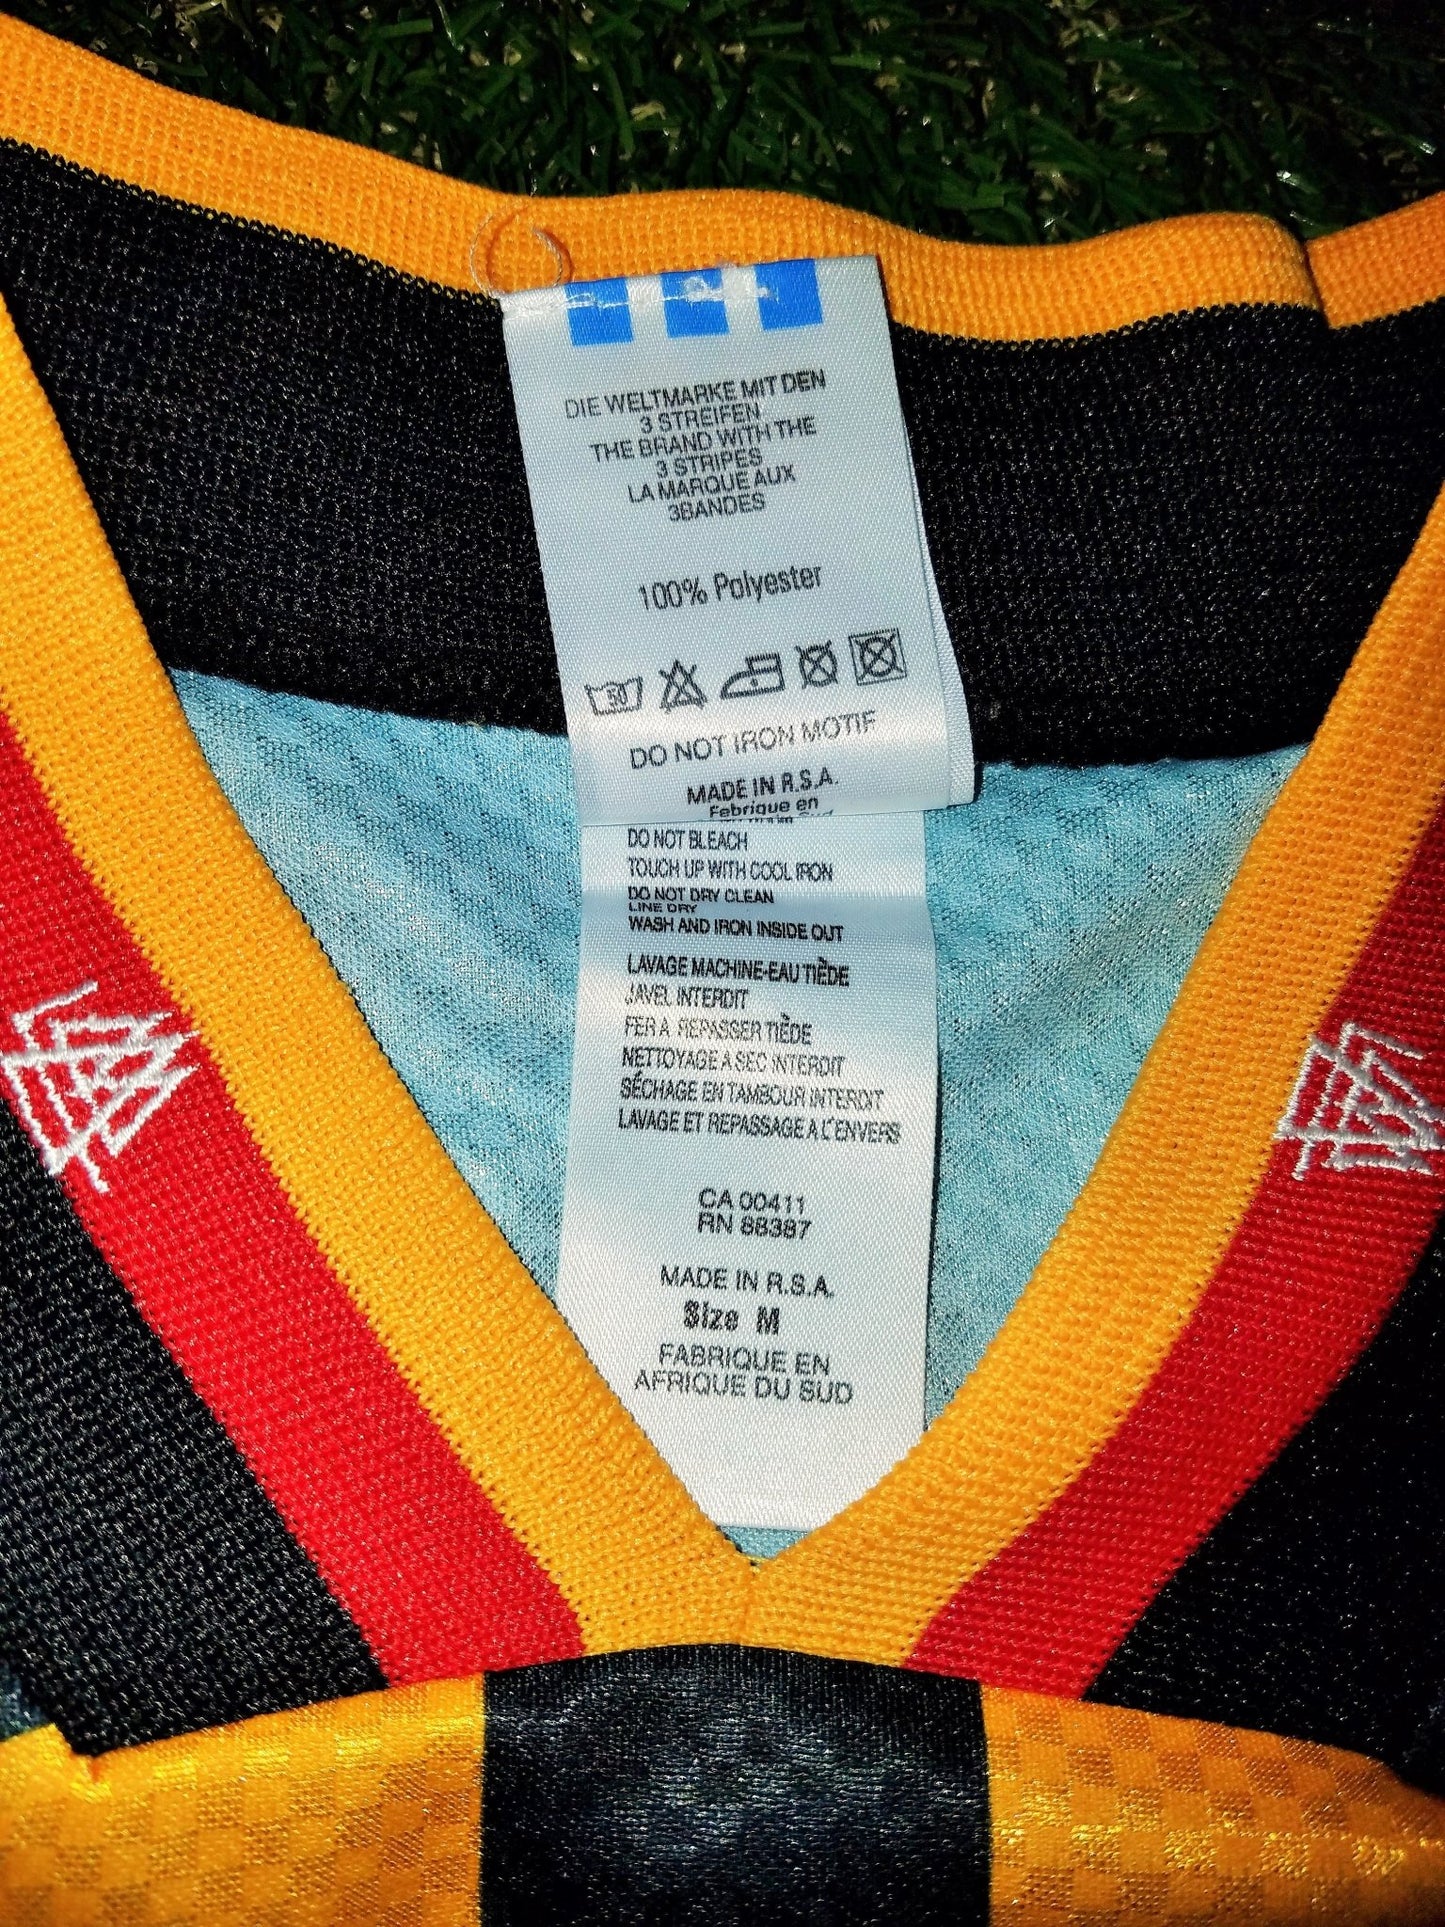 DIE WELTMARKE MIT DEN
3 STREIFEN
THE BRAND WITH THE
3 STRIPES
LA MARQUE AUX
3BANDES
100% Polyester
50
DO NOT IRON MOTIF
MADE IN R.S.A.
Febrique en
DO NOT BLEACH
TOUCH UP WITH COOL IRON
DO NOT DRY CLEAN
LINE DRY
WASH AND IRON INSIDE OUT
LAVAGE MACHINE-EAU TIÈDE
JAVEL INTERDIT
FER A REPASSER TIÈDE
NETTOYAGE A SEC INTERDIT
SÉCHAGE EN TAMBOUR INTERDIT
LAVAGE ET REPASSAGE A L'ENVERS
CA 00411
RN 88387
MADE IN R.S.A.
Size M
FABRIQUE EN
AFRIQUE DU SUD